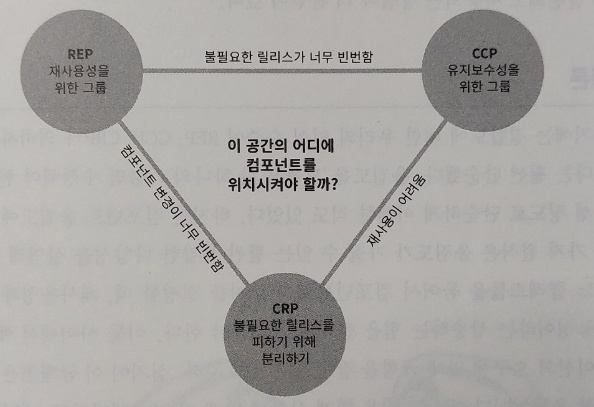 REP
재사용성을
위한 그룹
불필요한 릴리스가 너무 빈번함
CCP
유지보수성을
위한 그룹
이 공간의 어디에
컴포넌트를
위치시켜야 할까?
컴포넌트 변경이 너무 빈번함
재사용이 어려움
CRP
불필요한 릴리스를
피하기 위해
분리하기